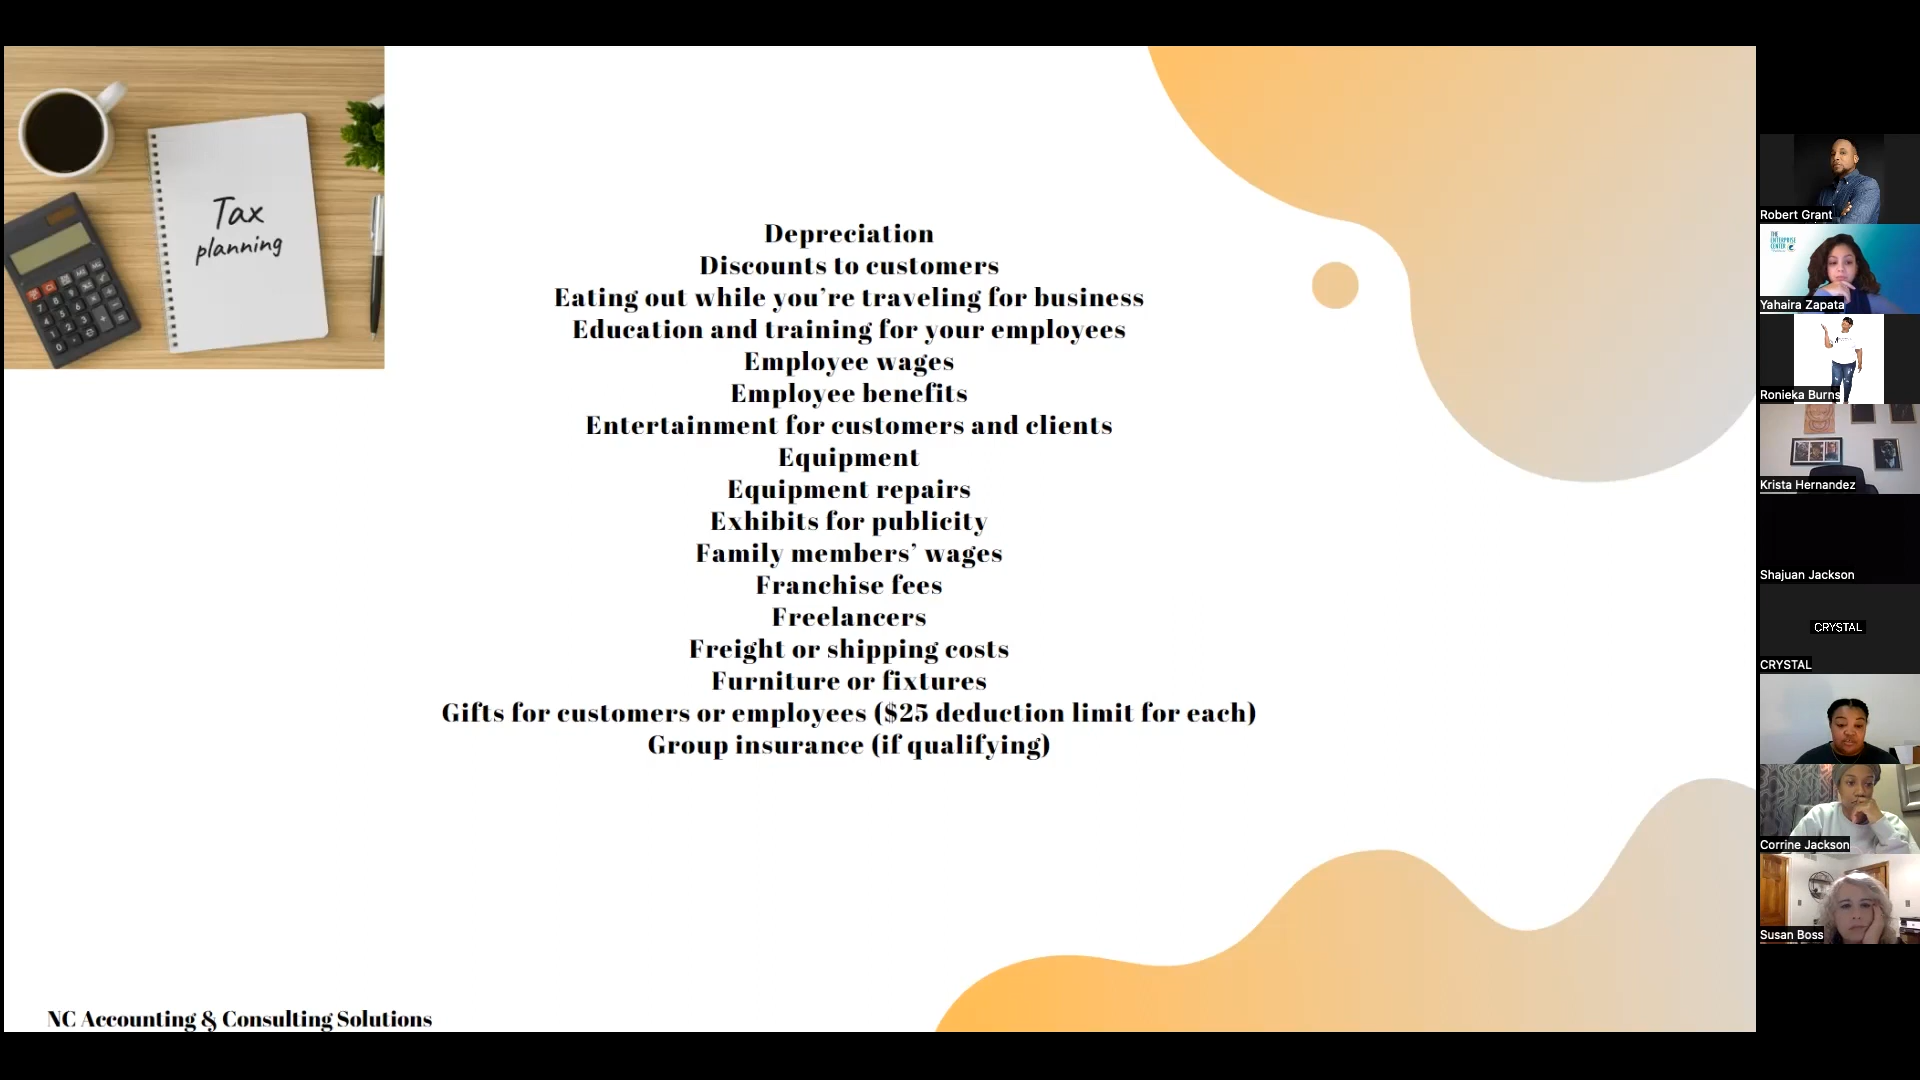 Tax
planning
Depreciation
Discounts to customers
Eating out while you’re traveling for business
Education and training for your employees
Employee wages
Employee benefits
Entertainment for customers and clients
Equipment
Equipment repairs
Exhibits for publicity
Family members’ wages
Franchise fees
Freelancers
Freight or shipping costs
Furniture or fixtures
Gifts for customers or employees ($25 deduction limit for each)
Group insurance (if qualifying)
NC Accounting & Consulting Solutions
Robert Grant
THE
ENTERPRISE
CENTER
Yahaira Zapata
Ronieka Burns
Krista Hernandez
Shajuan Jackson
CRYSTAL
CRYSTAL
Corrine Jackson
Susan Boss